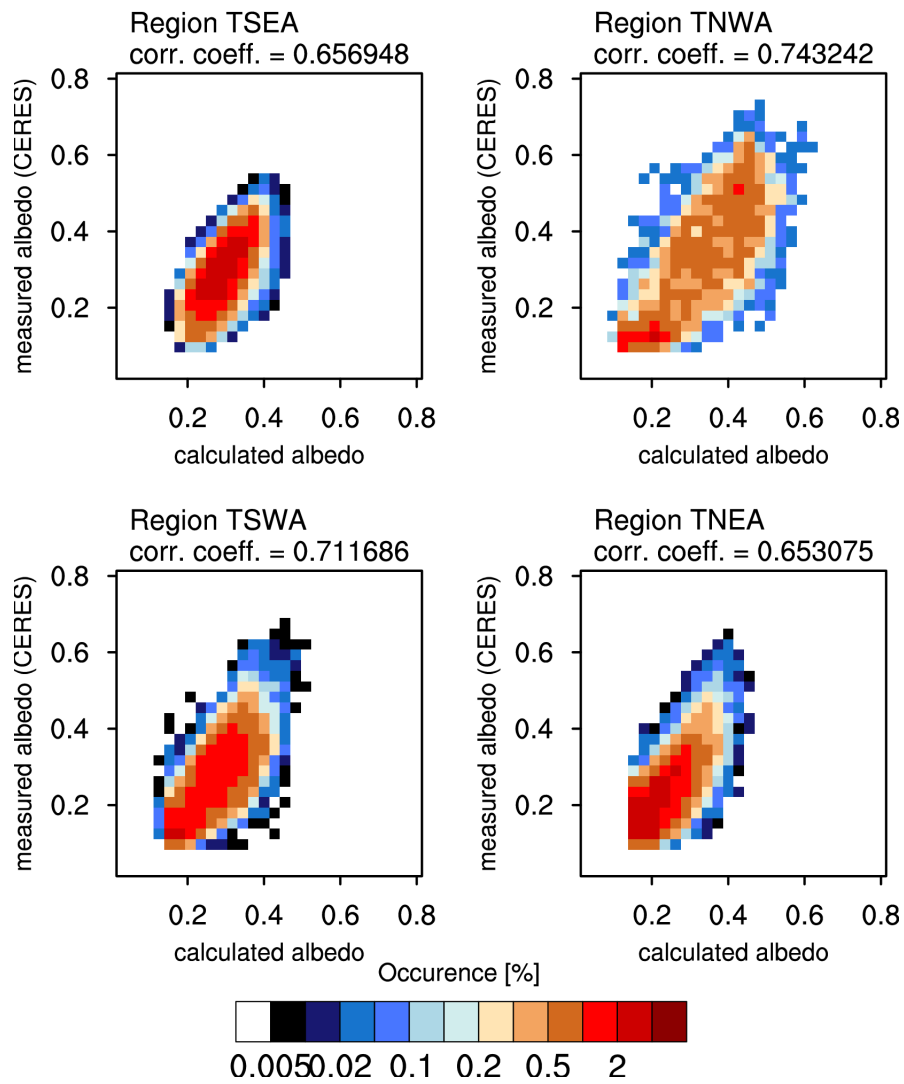 Region TSEA
corr. coeff. = 0.656948
0.8
0.6
0.4
0.2
measured albedo (CERES)
0.2 0.4 0.6 0.8
calculated albedo
Region TNWA
corr. coeff. = 0.743242
0.8
0.6
0.4
0.2
measured albedo (CERES)
0.2 0.4 0.6 0.8
calculated albedo
Region TSWA
corr. coeff. = 0.711686
0.8
0.6
0.4
0.2
measured albedo (CERES)
0.2 0.4 0.6 0.8
calculated albedo
Region TNEA
corr. coeff. = 0.653075
0.8
0.6
0.4
0.2
measured albedo (CERES)
0.2 0.4 0.6 0.8
calculated albedo
Occurence [%]
0.005 0.02 0.1 0.2 0.5 2